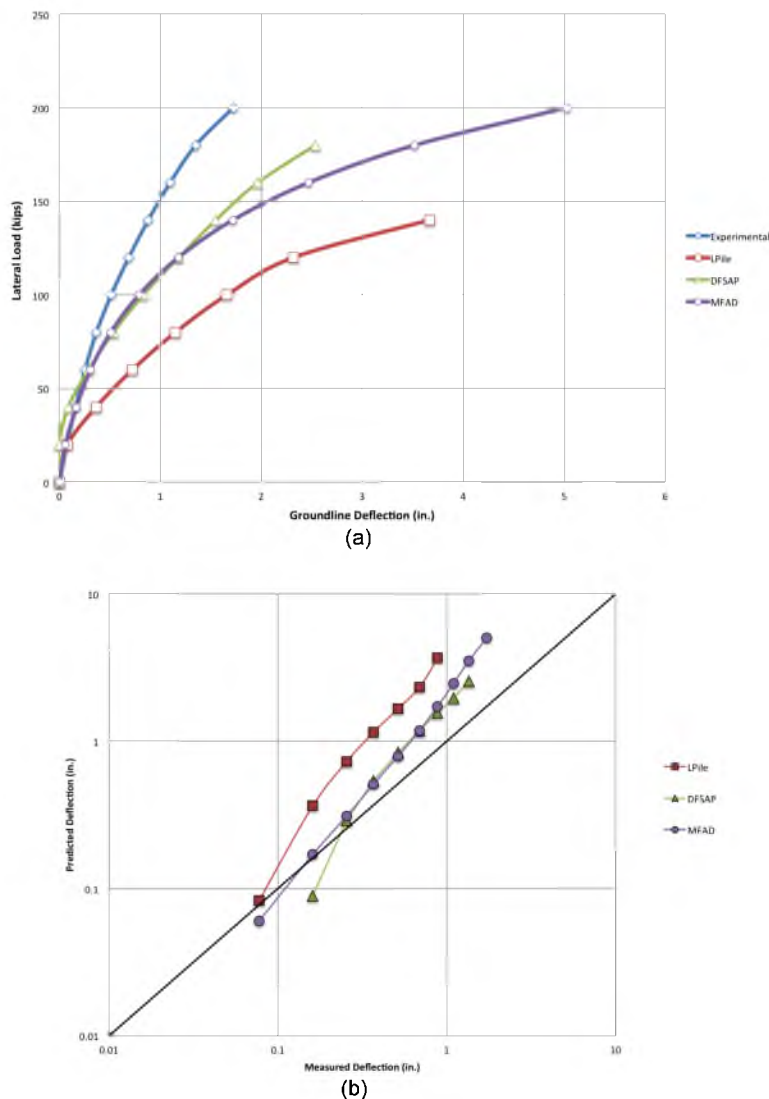 250
200
150
100
50
0
Lateral Load (kips)
0 1 2 3 4 5 6
Groundline Deflection (in.)
Experimental
LPile
DFSAP
MFAD
(a)
10
1
0.1
0.01
Predicted Deflection (in.)
0.01 0.1 1 10
Measured Deflection (in.)
LPile
DFSAP
MFAD
(b)